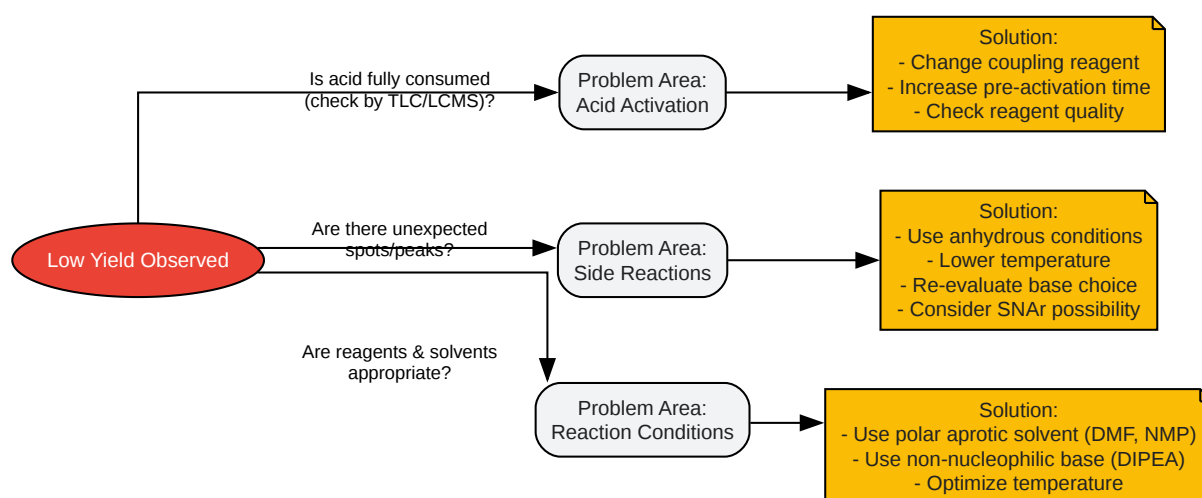 Low Yield Observed
Is acid fully consumed
(check by TLC/LCMS)?
Problem Area:
Acid Activation
Solution:
- Change coupling reagent
- Increase pre-activation time
- Check reagent quality
Are there unexpected
spots/peaks?
Problem Area:
Side Reactions
Solution:
- Use anhydrous conditions
- Lower temperature
- Re-evaluate base choice
- Consider SNAr possibility
Are reagents & solvents
appropriate?
Problem Area:
Reaction Conditions
Solution:
- Use polar aprotic solvent (DMF, NMP)
- Use non-nucleophilic base (DIPEA)
- Optimize temperature